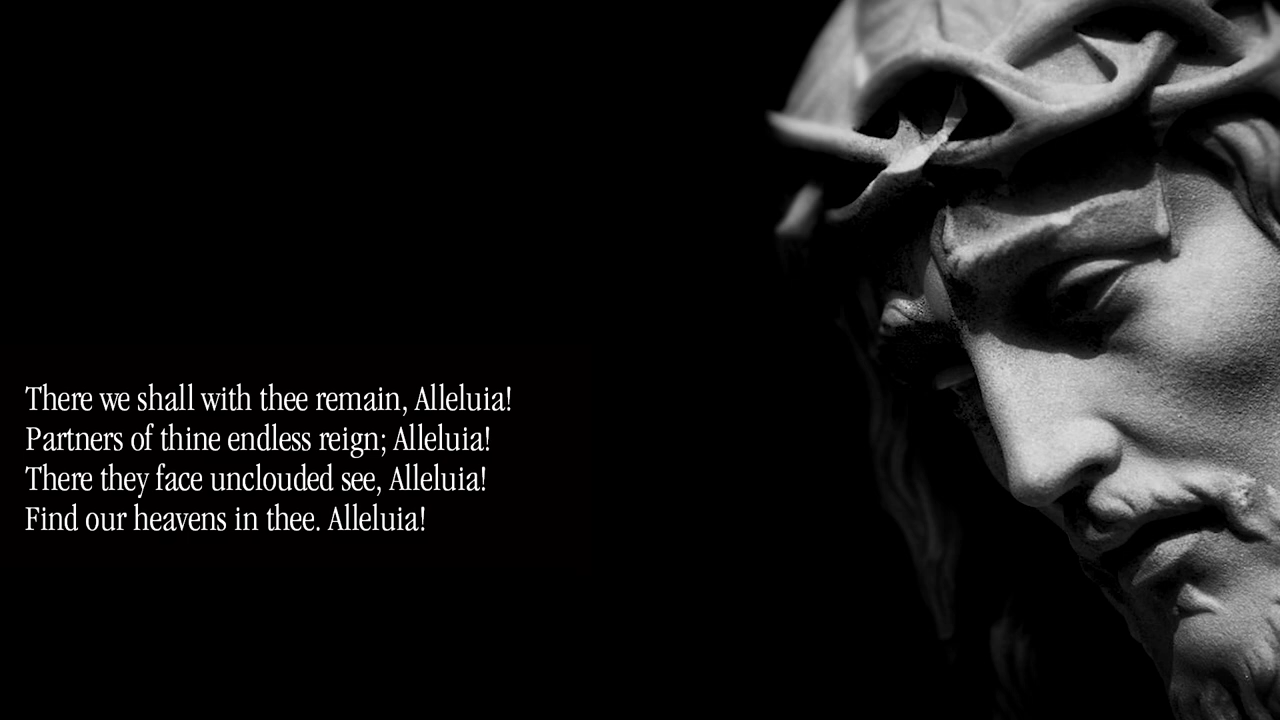 There we shall with thee remain, Alleluia!
Partners of thine endless reign; Alleluia!
There they face unclouded see, Alleluia!
Find our heavens in thee. Alleluia!